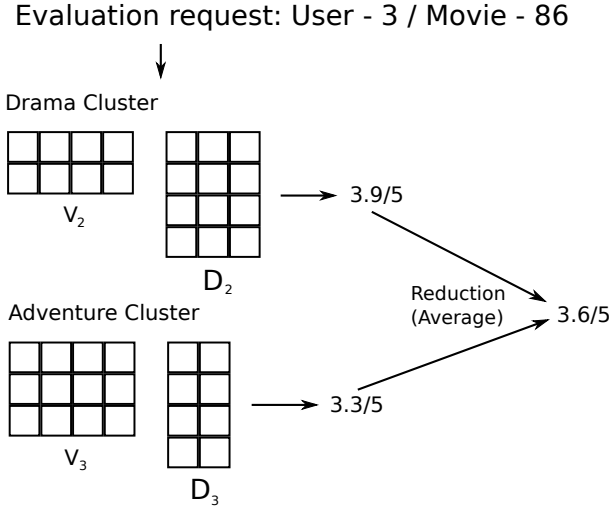 Evaluation request: User - 3 / Movie - 86
Drama Cluster
V2
D2
3.9/5
Adventure Cluster
V3
D3
3.3/5
Reduction
(Average)
3.6/5